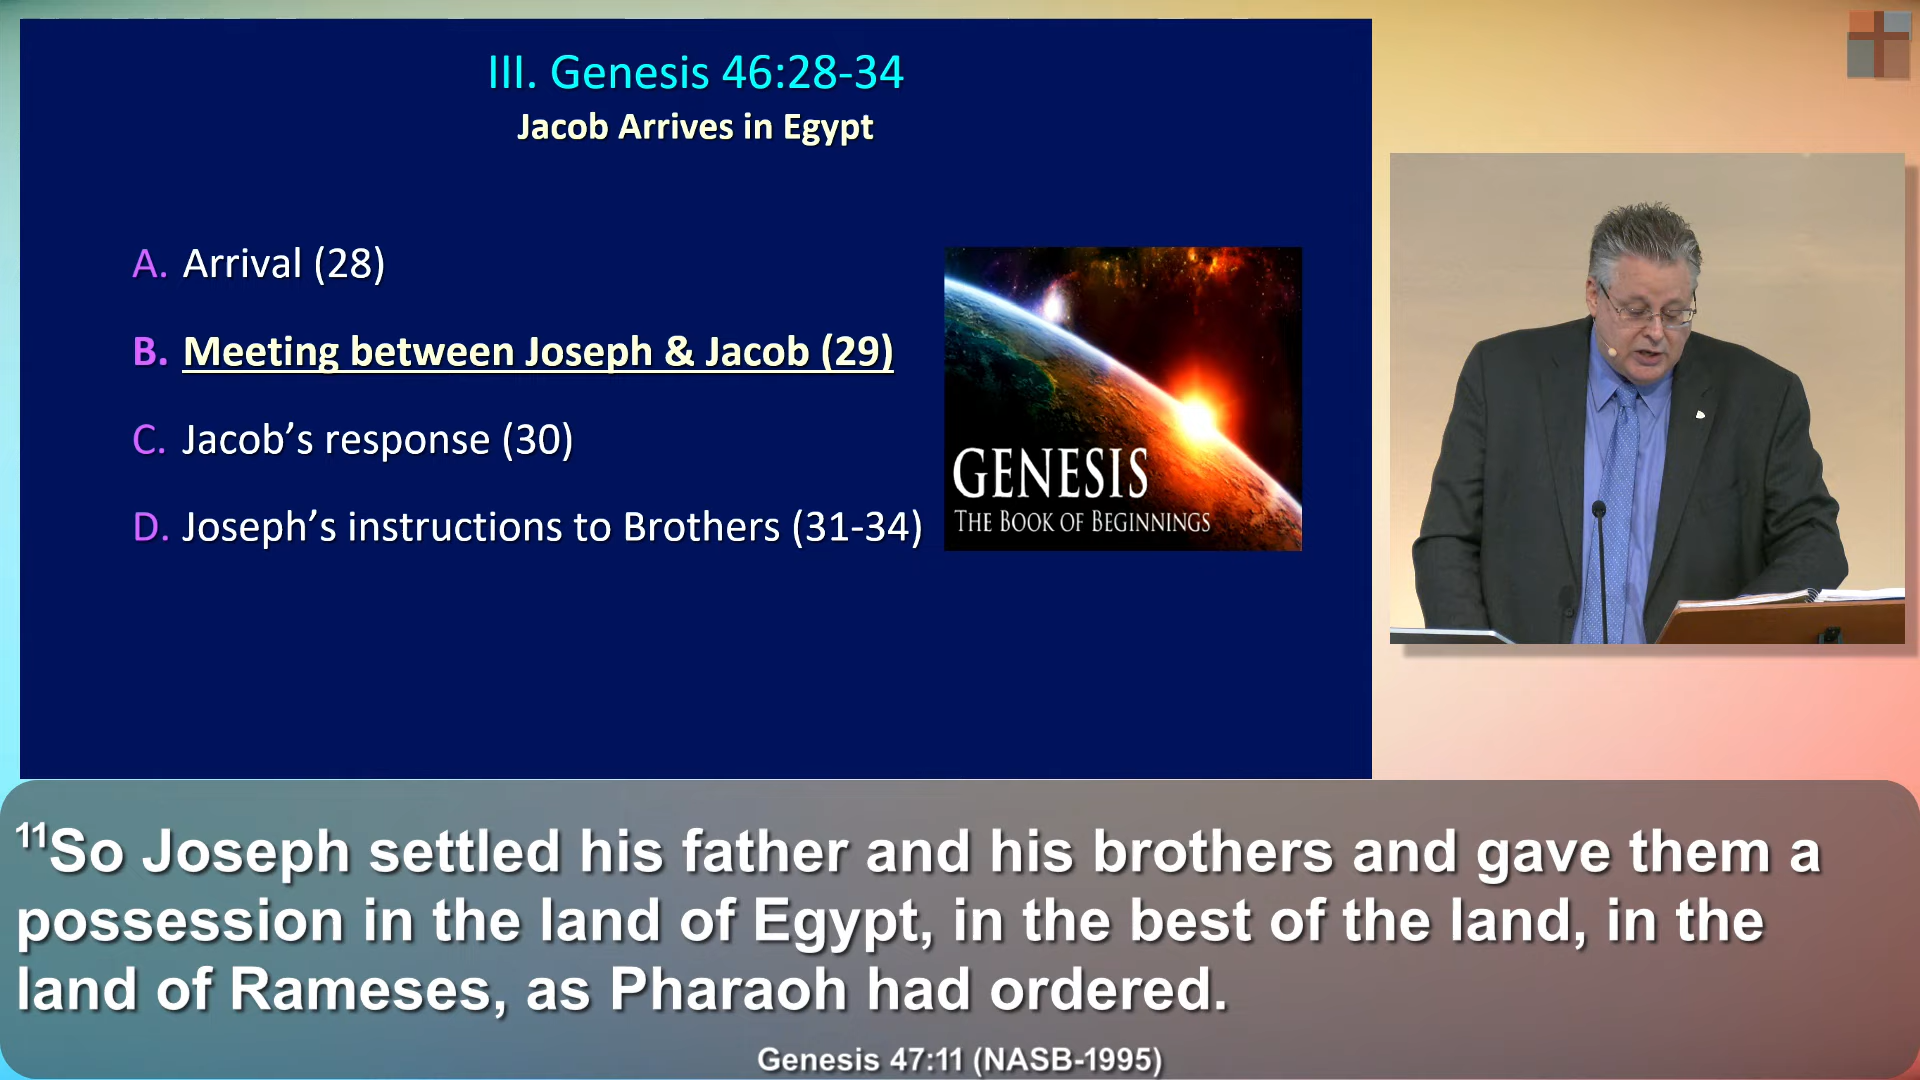 III. Genesis 46:28-34
Jacob Arrives in Egypt
A. Arrival (28)
B. Meeting between Joseph & Jacob (29)
C. Jacob’s response (30)
D. Joseph’s instructions to Brothers (31-34)
GENESIS
THE BOOK OF BEGINNINGS
11So Joseph settled his father and his brothers and gave them a
possession in the land of Egypt, in the best of the land, in the
land of Rameses, as Pharaoh had ordered.
Genesis 47:11 (NASB-1995)